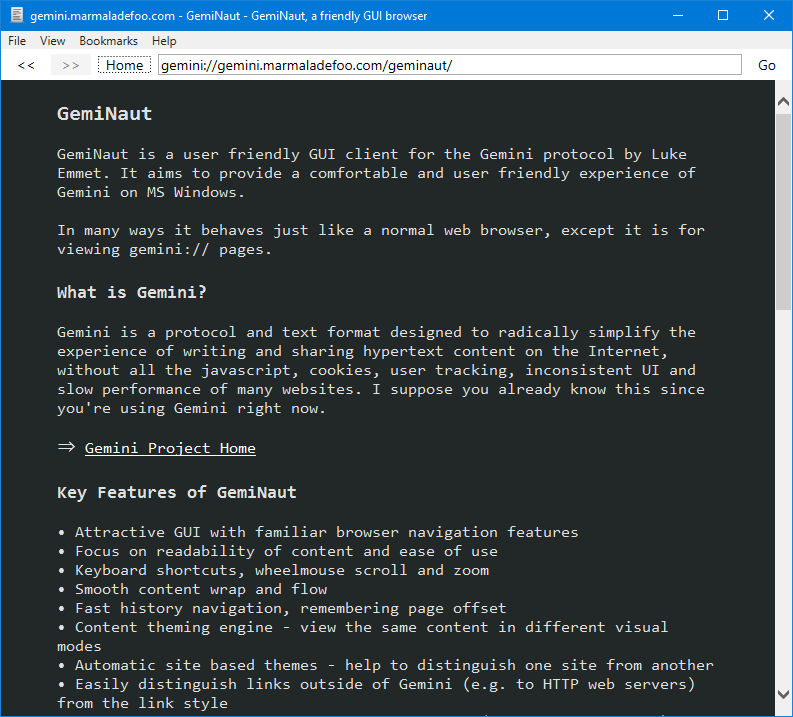 gemini.marmaladefoo.com - GemiNaut - GemiNaut, a friendly GUI browser
File View Bookmarks Help
<< >> Home gemini://gemini.marmaladefoo.com/geminaut/ Go
GemiNaut
GemiNaut is a user friendly GUI client for the Gemini protocol by Luke
Emmet. It aims to provide a comfortable and user friendly experience of
Gemini on MS Windows.
In many ways it behaves just like a normal web browser, except it is for
viewing gemini:// pages.
What is Gemini?
Gemini is a protocol and text format designed to radically simplify the
experience of writing and sharing hypertext content on the Internet,
without all the javascript, cookies, user tracking, inconsistent UI and
slow performance of many websites. I suppose you already know this since
you're using Gemini right now.
⇒ Gemini Project Home
Key Features of GemiNaut
• Attractive GUI with familiar browser navigation features
• Focus on readability of content and ease of use
• Keyboard shortcuts, wheelmouse scroll and zoom
• Smooth content wrap and flow
• Fast history navigation, remembering page offset
• Content theming engine - view the same content in different visual
modes
• Automatic site based themes - help to distinguish one site from another
• Easily distinguish links outside of Gemini (e.g. to HTTP web servers)
from the link style